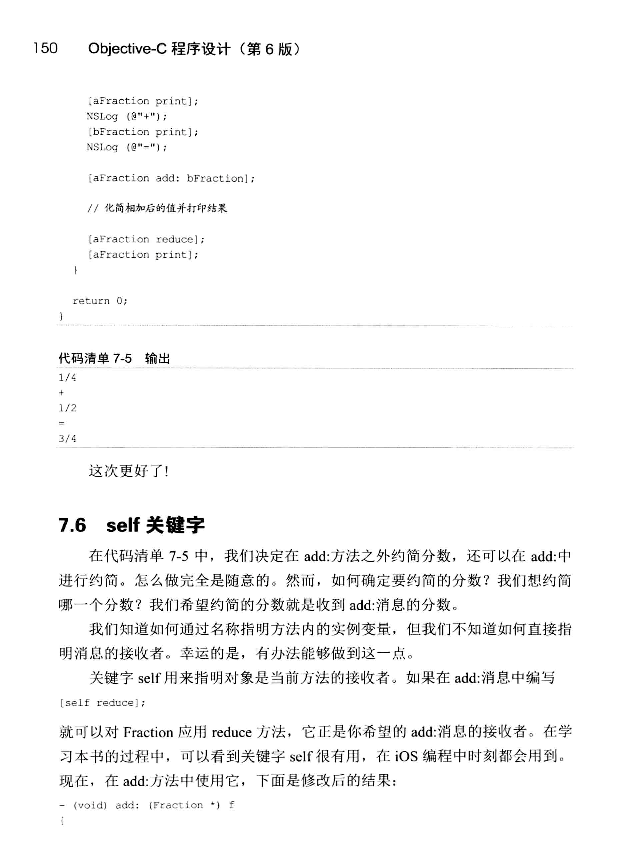 150 Objective-C 程序设计（第 6 版）
[aFraction print];
NSLog (@"+");
[bFraction print];
NSLog (@"=");
[aFraction add: bFraction];
// 化简相加后的值并打印结果
[aFraction reduce];
[aFraction print];
}
return 0;
}
代码清单 7-5 输出
1/4
+
1/2
=
3/4
这次更好了!
7.6 self 关键字
在代码清单 7-5 中，我们决定在 add:方法之外约简分数，还可以在 add:中
进行约简。怎么做完全是随意的。然而，如何确定要约简的分数？我们想约简
哪一个分数？我们希望约简的分数就是收到 add:消息的分数。
我们知道如何通过名称指明方法内的实例变量，但我们不知道如何直接指
明消息的接收者。幸运的是，有办法能够做到这一点。
关键字 self 用来指明对象是当前方法的接收者。如果在 add:消息中编写
[self reduce];
就可以对 Fraction 应用 reduce 方法，它正是你希望的 add:消息的接收者。在学
习本书的过程中，可以看到关键字 self 很有用，在 iOS 编程中时刻都会用到。
现在，在 add:方法中使用它，下面是修改后的结果：
- (void) add: (Fraction *) f
{